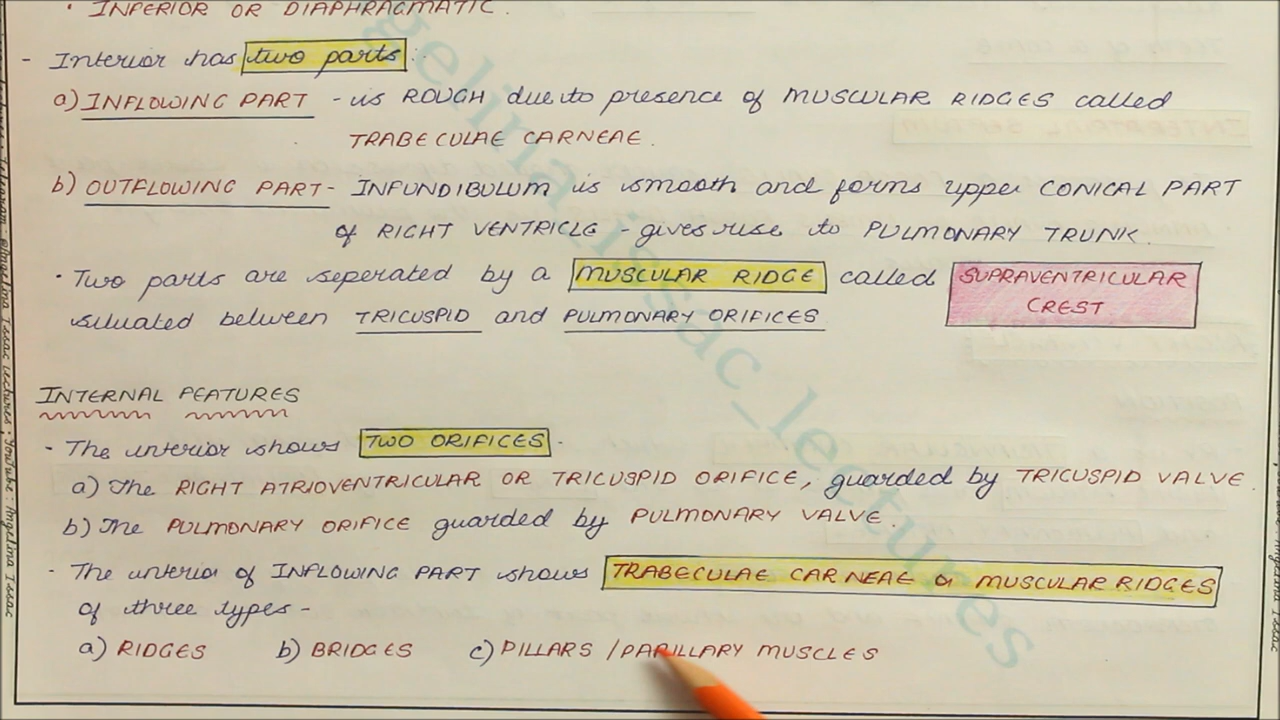 • INFERIOR OR DIAPHRAGMATIC.
- Interior has two parts :-
a) INFLOWING PART - is ROUGH due to presence of MUSCULAR RIDGES called
TRABECULAE CARNEAE.
b) OUTFLOWING PART - INFUNDIBULUM is smooth and forms upper CONICAL PART
of RIGHT VENTRICLE - gives rise to PULMONARY TRUNK.
• Two parts are seperated by a MUSCULAR RIDGE called SUPRAVENTRICULAR CREST
situated between TRICUSPID and PULMONARY ORIFICES
INTERNAL FEATURES
- The interior shows TWO ORIFICES -
a) The RIGHT ATRIOVENTRICULAR OR TRICUSPID ORIFICE, guarded by TRICUSPID VALVE
b) The PULMONARY ORIFICE guarded by PULMONARY VALVE.
- The interior of INFLOWING PART shows TRABECULAE CARNEAE or MUSCULAR RIDGES
of three types -
a) RIDGES b) BRIDGES c) PILLARS / PAPILLARY MUSCLES
gelina_issac_lectures
YouTube : Angelina Issac